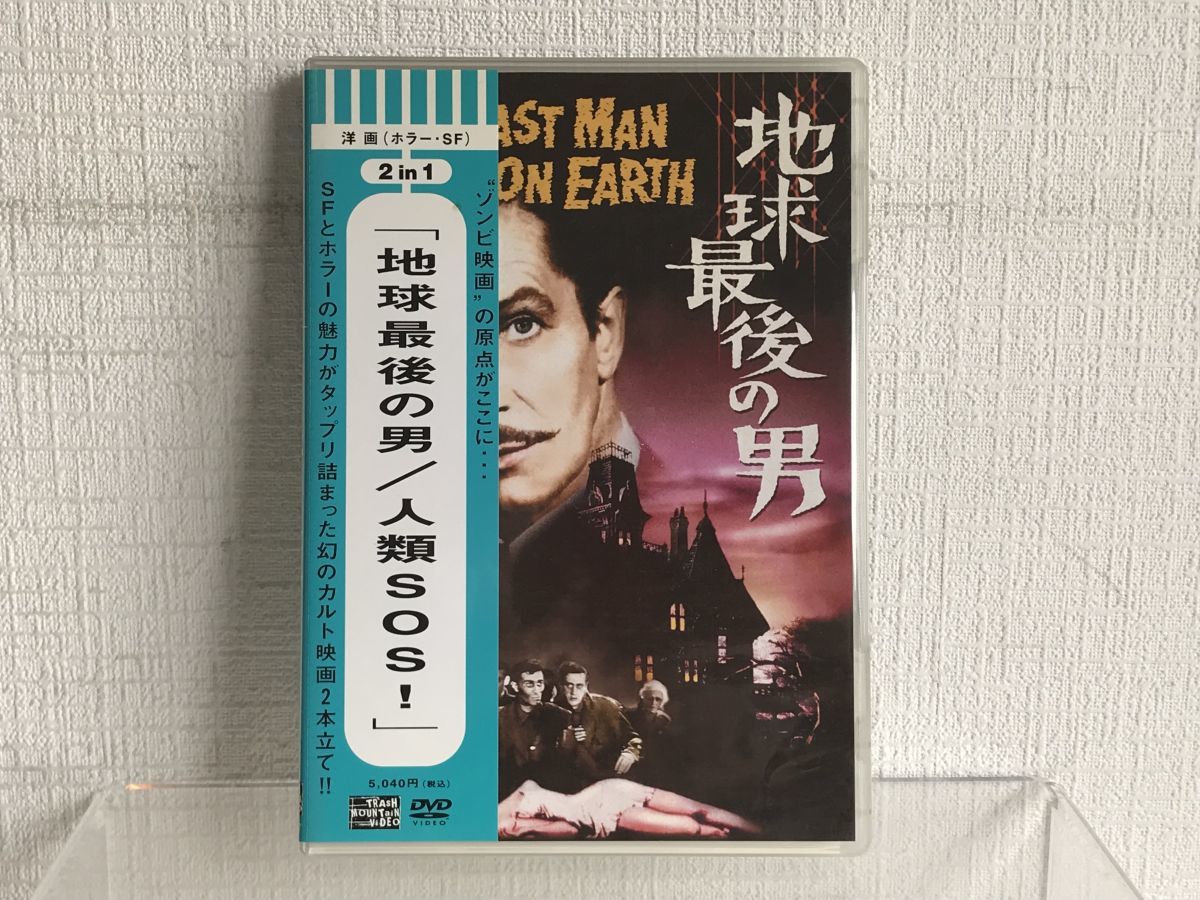 洋画(ホラー・SF)
2 in 1
“ゾンビ映画”の原点がここに・・・
「地球最後の男／人類SOS!」
SFとホラーの魅力がタップリ詰まった幻のカルト映画2本立て!!
5,040円(税込)
TRASH
MOUNTAIN
VIDEO
DVD
VIDEO
AST MAN
ON EARTH
地球最後の男